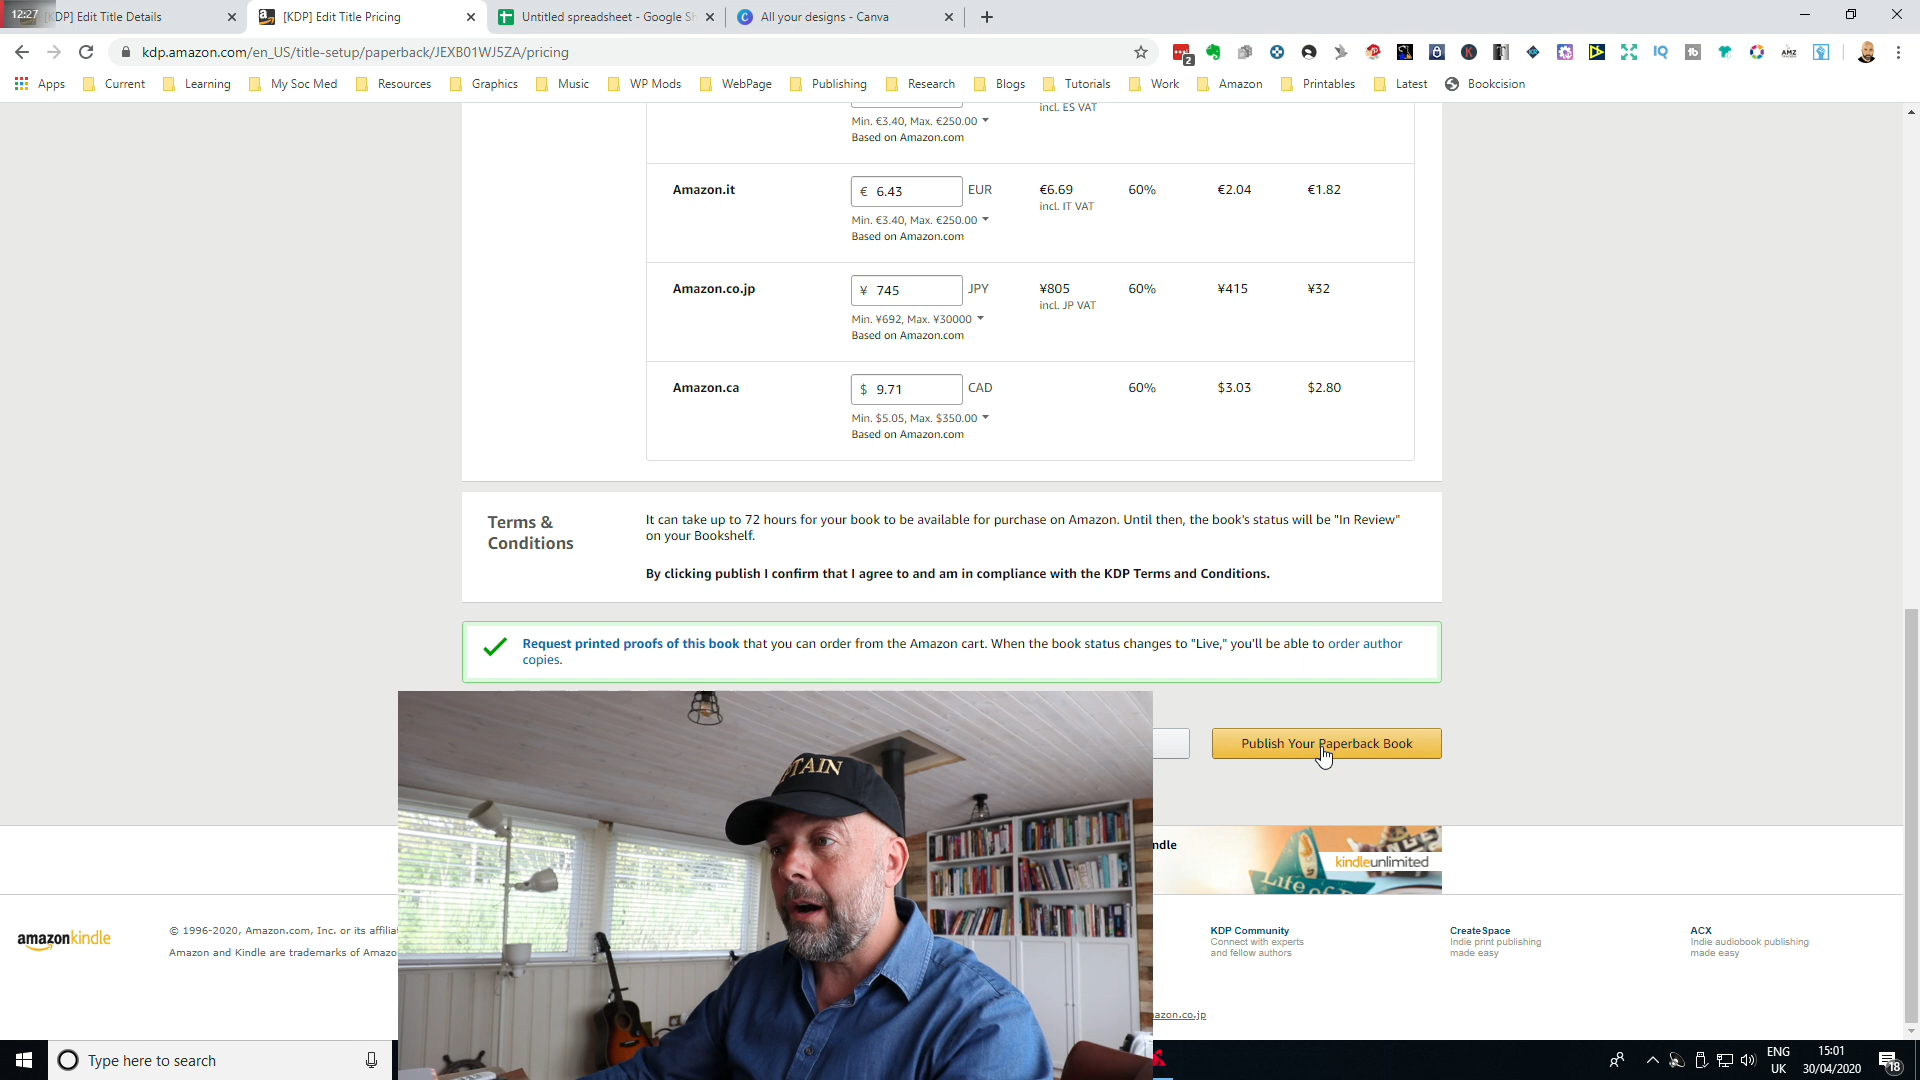 12:27
KDP] Edit Title Details
[KDP] Edit Title Pricing
Untitled spreadsheet - Google Sh
All your designs - Canva
kdp.amazon.com/en_US/title-setup/paperback/JEXB01WJ5ZA/pricing
Apps
Current
Learning
My Soc Med
Resources
Graphics
Music
WP Mods
WebPage
Publishing
Research
Blogs
Tutorials
Work
Amazon
Printables
Latest
Bookcision
incl. ES VAT
Min. €3.40, Max. €250.00
Based on Amazon.com
Amazon.it
€ 6.43 EUR
€6.69
incl. IT VAT
60%
€2.04
€1.82
Min. €3.40, Max. €250.00
Based on Amazon.com
Amazon.co.jp
¥ 745 JPY
¥805
incl. JP VAT
60%
¥415
¥32
Min. ¥692, Max. ¥30000
Based on Amazon.com
Amazon.ca
$ 9.71 CAD
60%
$3.03
$2.80
Min. $5.05, Max. $350.00
Based on Amazon.com
Terms &
Conditions
It can take up to 72 hours for your book to be available for purchase on Amazon. Until then, the book's status will be "In Review"
on your Bookshelf.
By clicking publish I confirm that I agree to and am in compliance with the KDP Terms and Conditions.
Request printed proofs of this book that you can order from the Amazon cart. When the book status changes to "Live," you'll be able to order author
copies.
Publish Your Paperback Book
TAIN
ndle
kindleunlimited
Life of
amazonkindle
© 1996-2020, Amazon.com, Inc. or its affilia
Amazon and Kindle are trademarks of Amazo
KDP Community
Connect with experts
and fellow authors
CreateSpace
Indie print publishing
made easy
ACX
Indie audiobook publishing
made easy
azon.co.jp
Type here to search
ENG
UK
15:01
30/04/2020
18